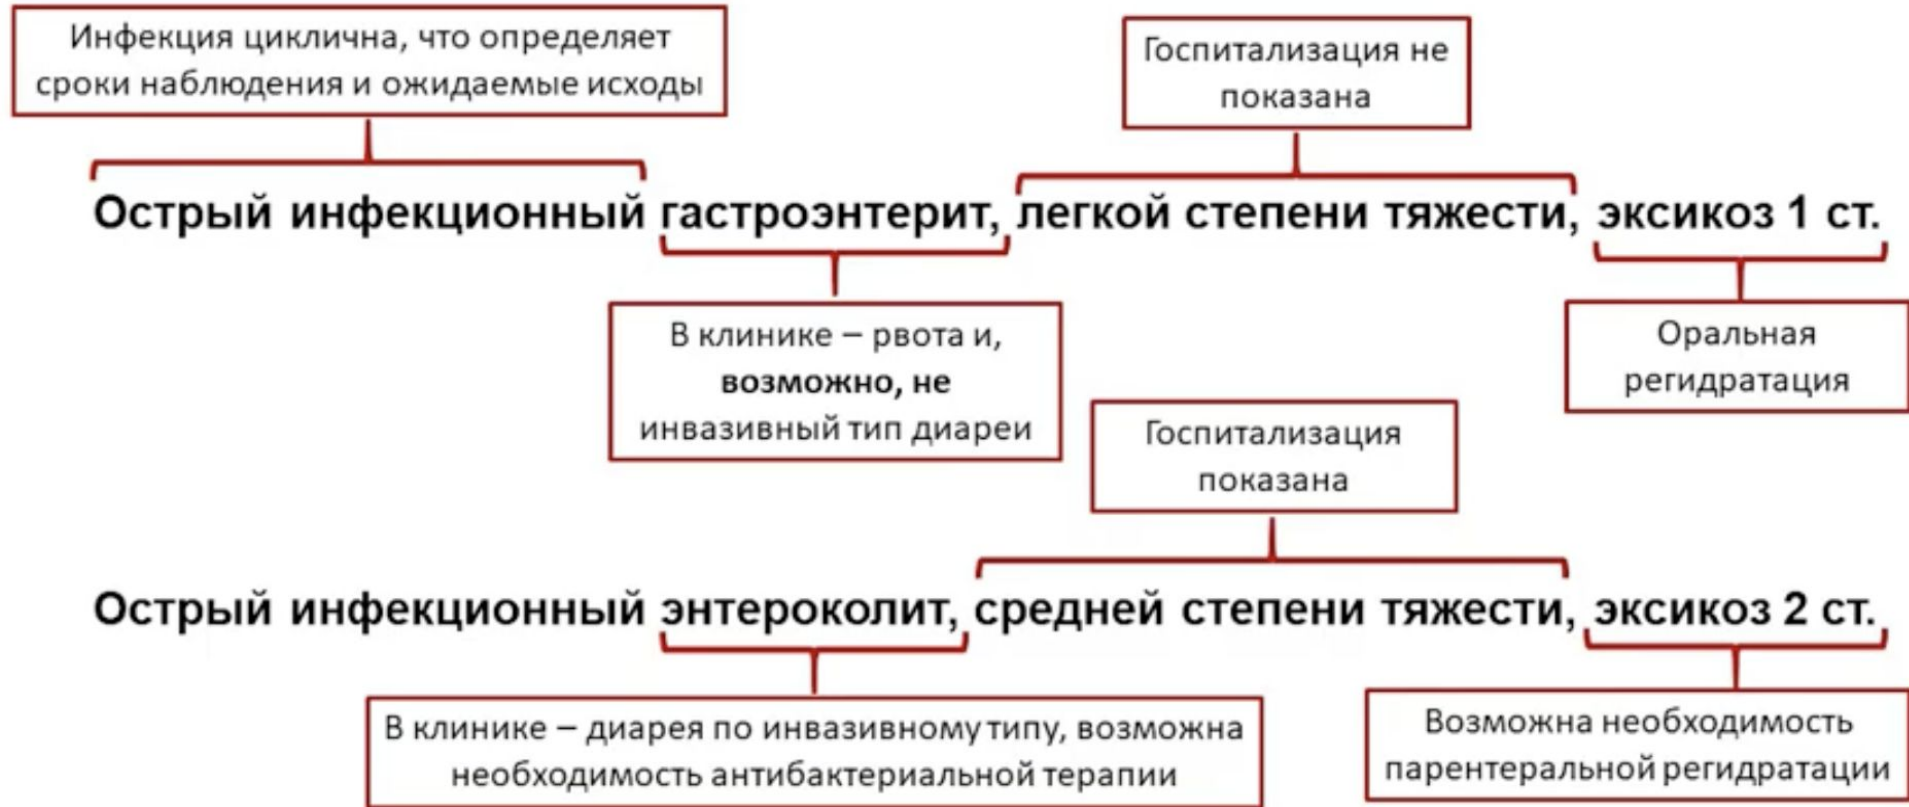 Инфекция циклична, что определяет
сроки наблюдения и ожидаемые исходы
Госпитализация не
показана
Острый инфекционный гастроэнтерит, легкой степени тяжести, эксикоз 1 ст.
В клинике – рвота и,
возможно, не
инвазивный тип диареи
Оральная
регидратация
Госпитализация
показана
Острый инфекционный энтероколит, средней степени тяжести, эксикоз 2 ст.
В клинике – диарея по инвазивному типу, возможна
необходимость антибактериальной терапии
Возможна необходимость
парентеральной регидратации